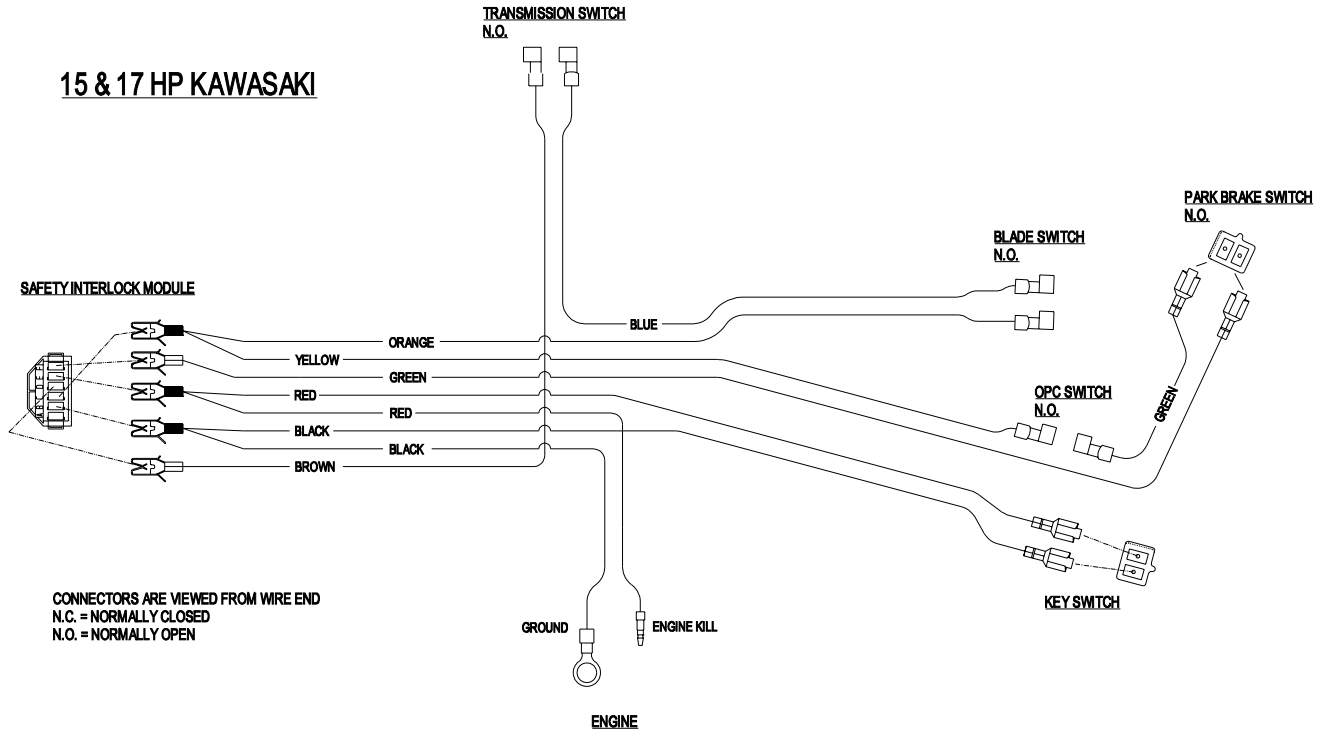 TRANSMISSION SWITCH
N.O.
15 & 17 HP KAWASAKI
PARK BRAKE SWITCH
N.O.
BLADE SWITCH
N.O.
SAFETY INTERLOCK MODULE
BLUE
ORANGE
YELLOW
GREEN
RED
RED
BLACK
BLACK
BROWN
OPC SWITCH
N.O.
GREEN
CONNECTORS ARE VIEWED FROM WIRE END
N.C. = NORMALLY CLOSED
N.O. = NORMALLY OPEN
KEY SWITCH
GROUND
ENGINE KILL
ENGINE